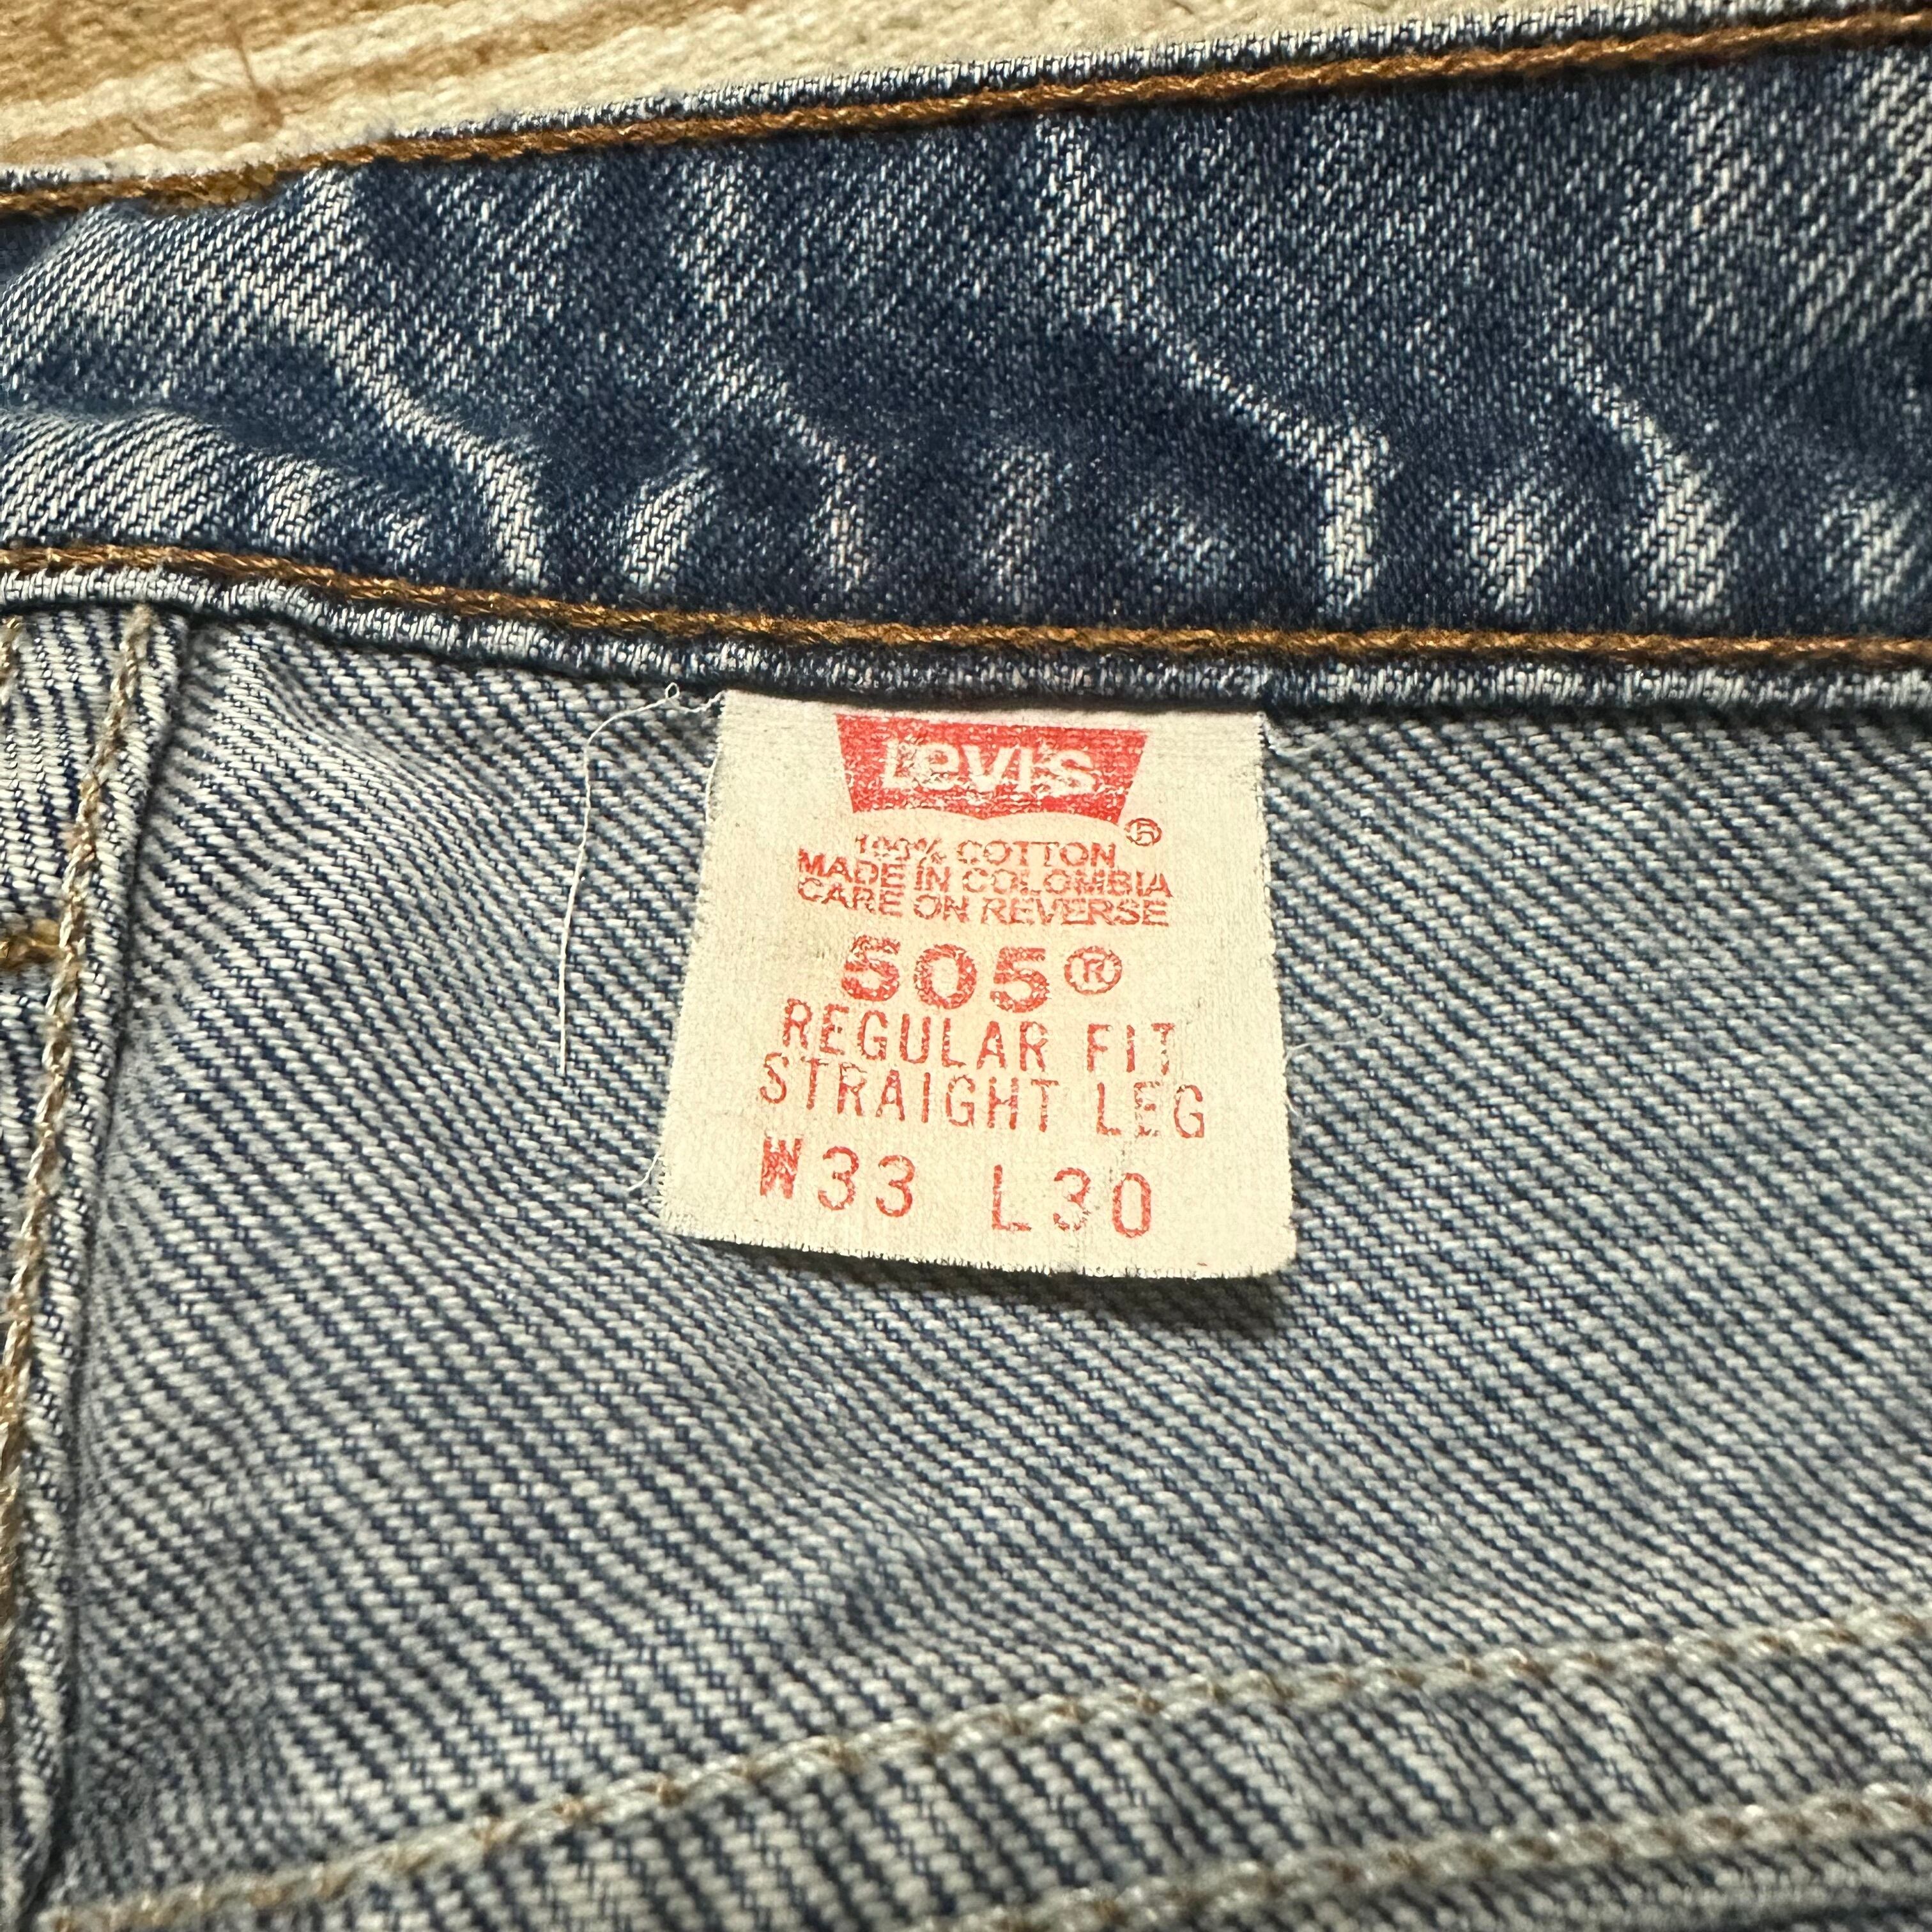 Levi's
®
100% COTTON
MADE IN COLOMBIA
CARE ON REVERSE
505®
REGULAR FIT
STRAIGHT LEG
W33 L30